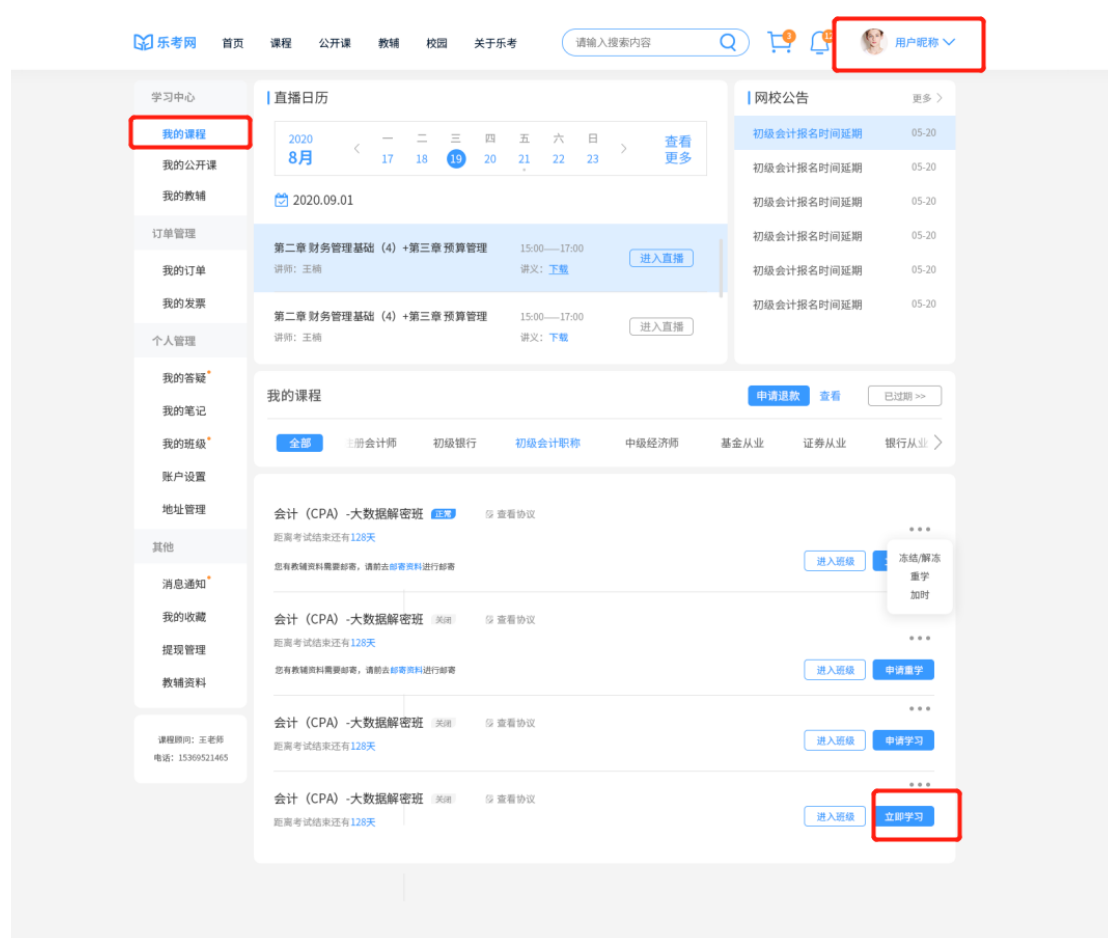 乐考网 首页 课程 公开课 教辅 校园 关于乐考 请输入搜索内容 3 12 用户昵称
学习中心
我的课程
我的公开课
我的教辅
订单管理
我的订单
我的发票
个人管理
我的答疑
我的笔记
我的班级
账户设置
地址管理
其他
消息通知
我的收藏
提现管理
教辅资料
课程顾问：王老师
电话：15369521465
直播日历
2020 一 二 三 四 五 六 日
8月 17 18 19 20 21 22 23
查看
更多
2020.09.01
第二章 财务管理基础（4）+第三章 预算管理 15:00——17:00
讲师：王楠 讲义：下载 进入直播
第二章 财务管理基础（4）+第三章 预算管理 15:00——17:00
讲师：王楠 讲义：下载 进入直播
网校公告 更多
初级会计报名时间延期 05-20
初级会计报名时间延期 05-20
初级会计报名时间延期 05-20
初级会计报名时间延期 05-20
初级会计报名时间延期 05-20
初级会计报名时间延期 05-20
我的课程 申请退款 查看 已过期 >>
全部 册会计师 初级银行 初级会计职称 中级经济师 基金从业 证券从业 银行从业
会计（CPA）-大数据解密班 正常 查看协议
距离考试结束还有128天
您有教辅资料需要邮寄，请前去邮寄资料进行邮寄 进入班级
冻结/解冻
重学
加时
会计（CPA）-大数据解密班 关闭 查看协议
距离考试结束还有128天
您有教辅资料需要邮寄，请前去邮寄资料进行邮寄 进入班级 申请重学
会计（CPA）-大数据解密班 关闭 查看协议
距离考试结束还有128天 进入班级 申请学习
会计（CPA）-大数据解密班 关闭 查看协议
距离考试结束还有128天 进入班级 立即学习